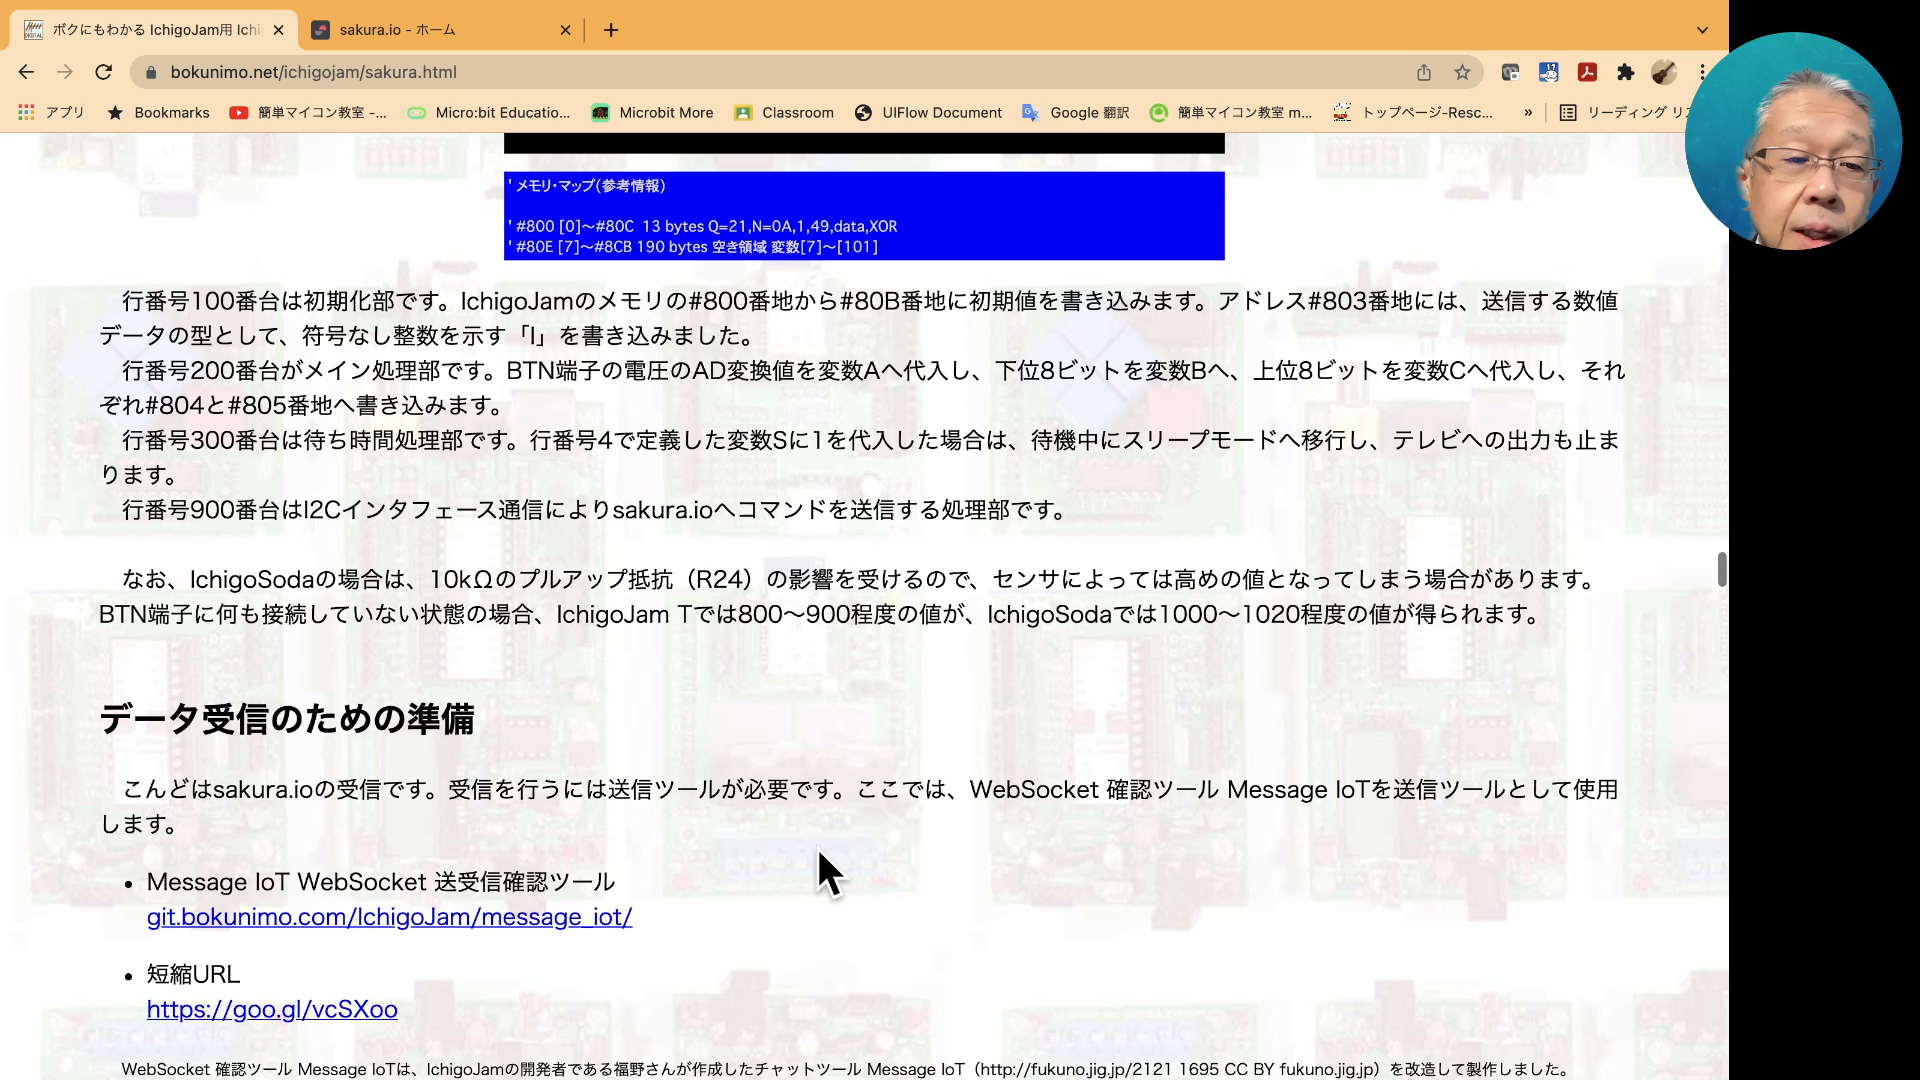 ボクにもわかる IchigoJam用 Ichi
sakura.io - ホーム
bokunimo.net/ichigojam/sakura.html
アプリ
Bookmarks
簡単マイコン教室 -...
Micro:bit Educatio...
Microbit More
Classroom
UIFlow Document
Google 翻訳
簡単マイコン教室 m...
トップページ-Resc...
»
リーディング リ
' メモリ・マップ(参考情報)
' #800 [0]～#80C 13 bytes Q=21,N=0A,1,49,data,XOR
' #80E [7]～#8CB 190 bytes 空き領域 変数[7]～[101]
行番号100番台は初期化部です。IchigoJamのメモリの#800番地から#80B番地に初期値を書き込みます。アドレス#803番地には、送信する数値
データの型として、符号なし整数を示す「I」を書き込みました。
行番号200番台がメイン処理部です。BTN端子の電圧のAD変換値を変数Aへ代入し、下位8ビットを変数Bへ、上位8ビットを変数Cへ代入し、それ
ぞれ#804と#805番地へ書き込みます。
行番号300番台は待ち時間処理部です。行番号4で定義した変数Sに1を代入した場合は、待機中にスリープモードへ移行し、テレビへの出力も止ま
ります。
行番号900番台はI2Cインタフェース通信によりsakura.ioへコマンドを送信する処理部です。
なお、IchigoSodaの場合は、10kΩのプルアップ抵抗（R24）の影響を受けるので、センサによっては高めの値となってしまう場合があります。
BTN端子に何も接続していない状態の場合、IchigoJam Tでは800～900程度の値が、IchigoSodaでは1000～1020程度の値が得られます。
データ受信のための準備
こんどはsakura.ioの受信です。受信を行うには送信ツールが必要です。ここでは、WebSocket 確認ツール Message IoTを送信ツールとして使用
します。
• Message IoT WebSocket 送受信確認ツール
git.bokunimo.com/IchigoJam/message_iot/
• 短縮URL
https://goo.gl/vcSXoo
WebSocket 確認ツール Message IoTは、IchigoJamの開発者である福野さんが作成したチャットツール Message IoT（http://fukuno.jig.jp/2121 1695 CC BY fukuno.jig.jp）を改造して製作しました。